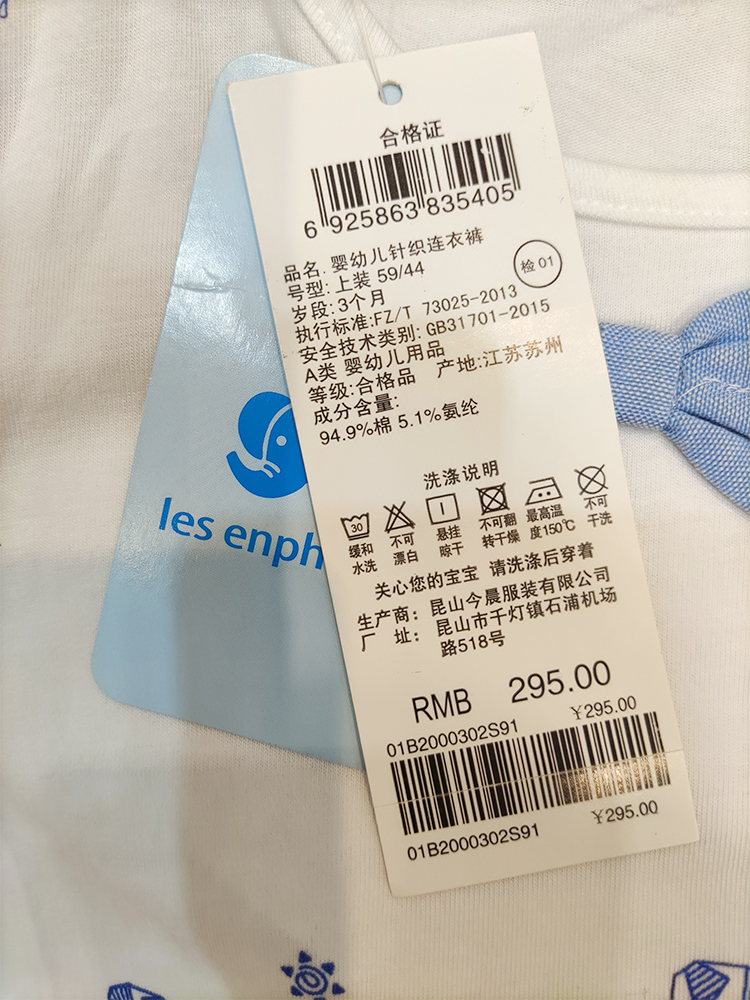 合格证
6 925863 835405
品名. 婴幼儿针织连衣裤
号型: 上装 59/44
岁段: 3个月
检 01
执行标准:FZ/T 73025-2013
安全技术类别: GB31701-2015
A类 婴幼儿用品
等级:合格品 产地:江苏苏州
成分含量:
94.9%棉 5.1%氨纶
洗涤说明
30
缓和 不可 悬挂 不可翻 最高温 不可
水洗 漂白 晾干 转干燥 度150℃ 干洗
关心您的宝宝 请洗涤后穿着
生产商: 昆山今晨服装有限公司
厂 址: 昆山市千灯镇石浦机场
路518号
RMB 295.00
01B2000302S91 ¥295.00
01B2000302S91 ¥295.00
les enph